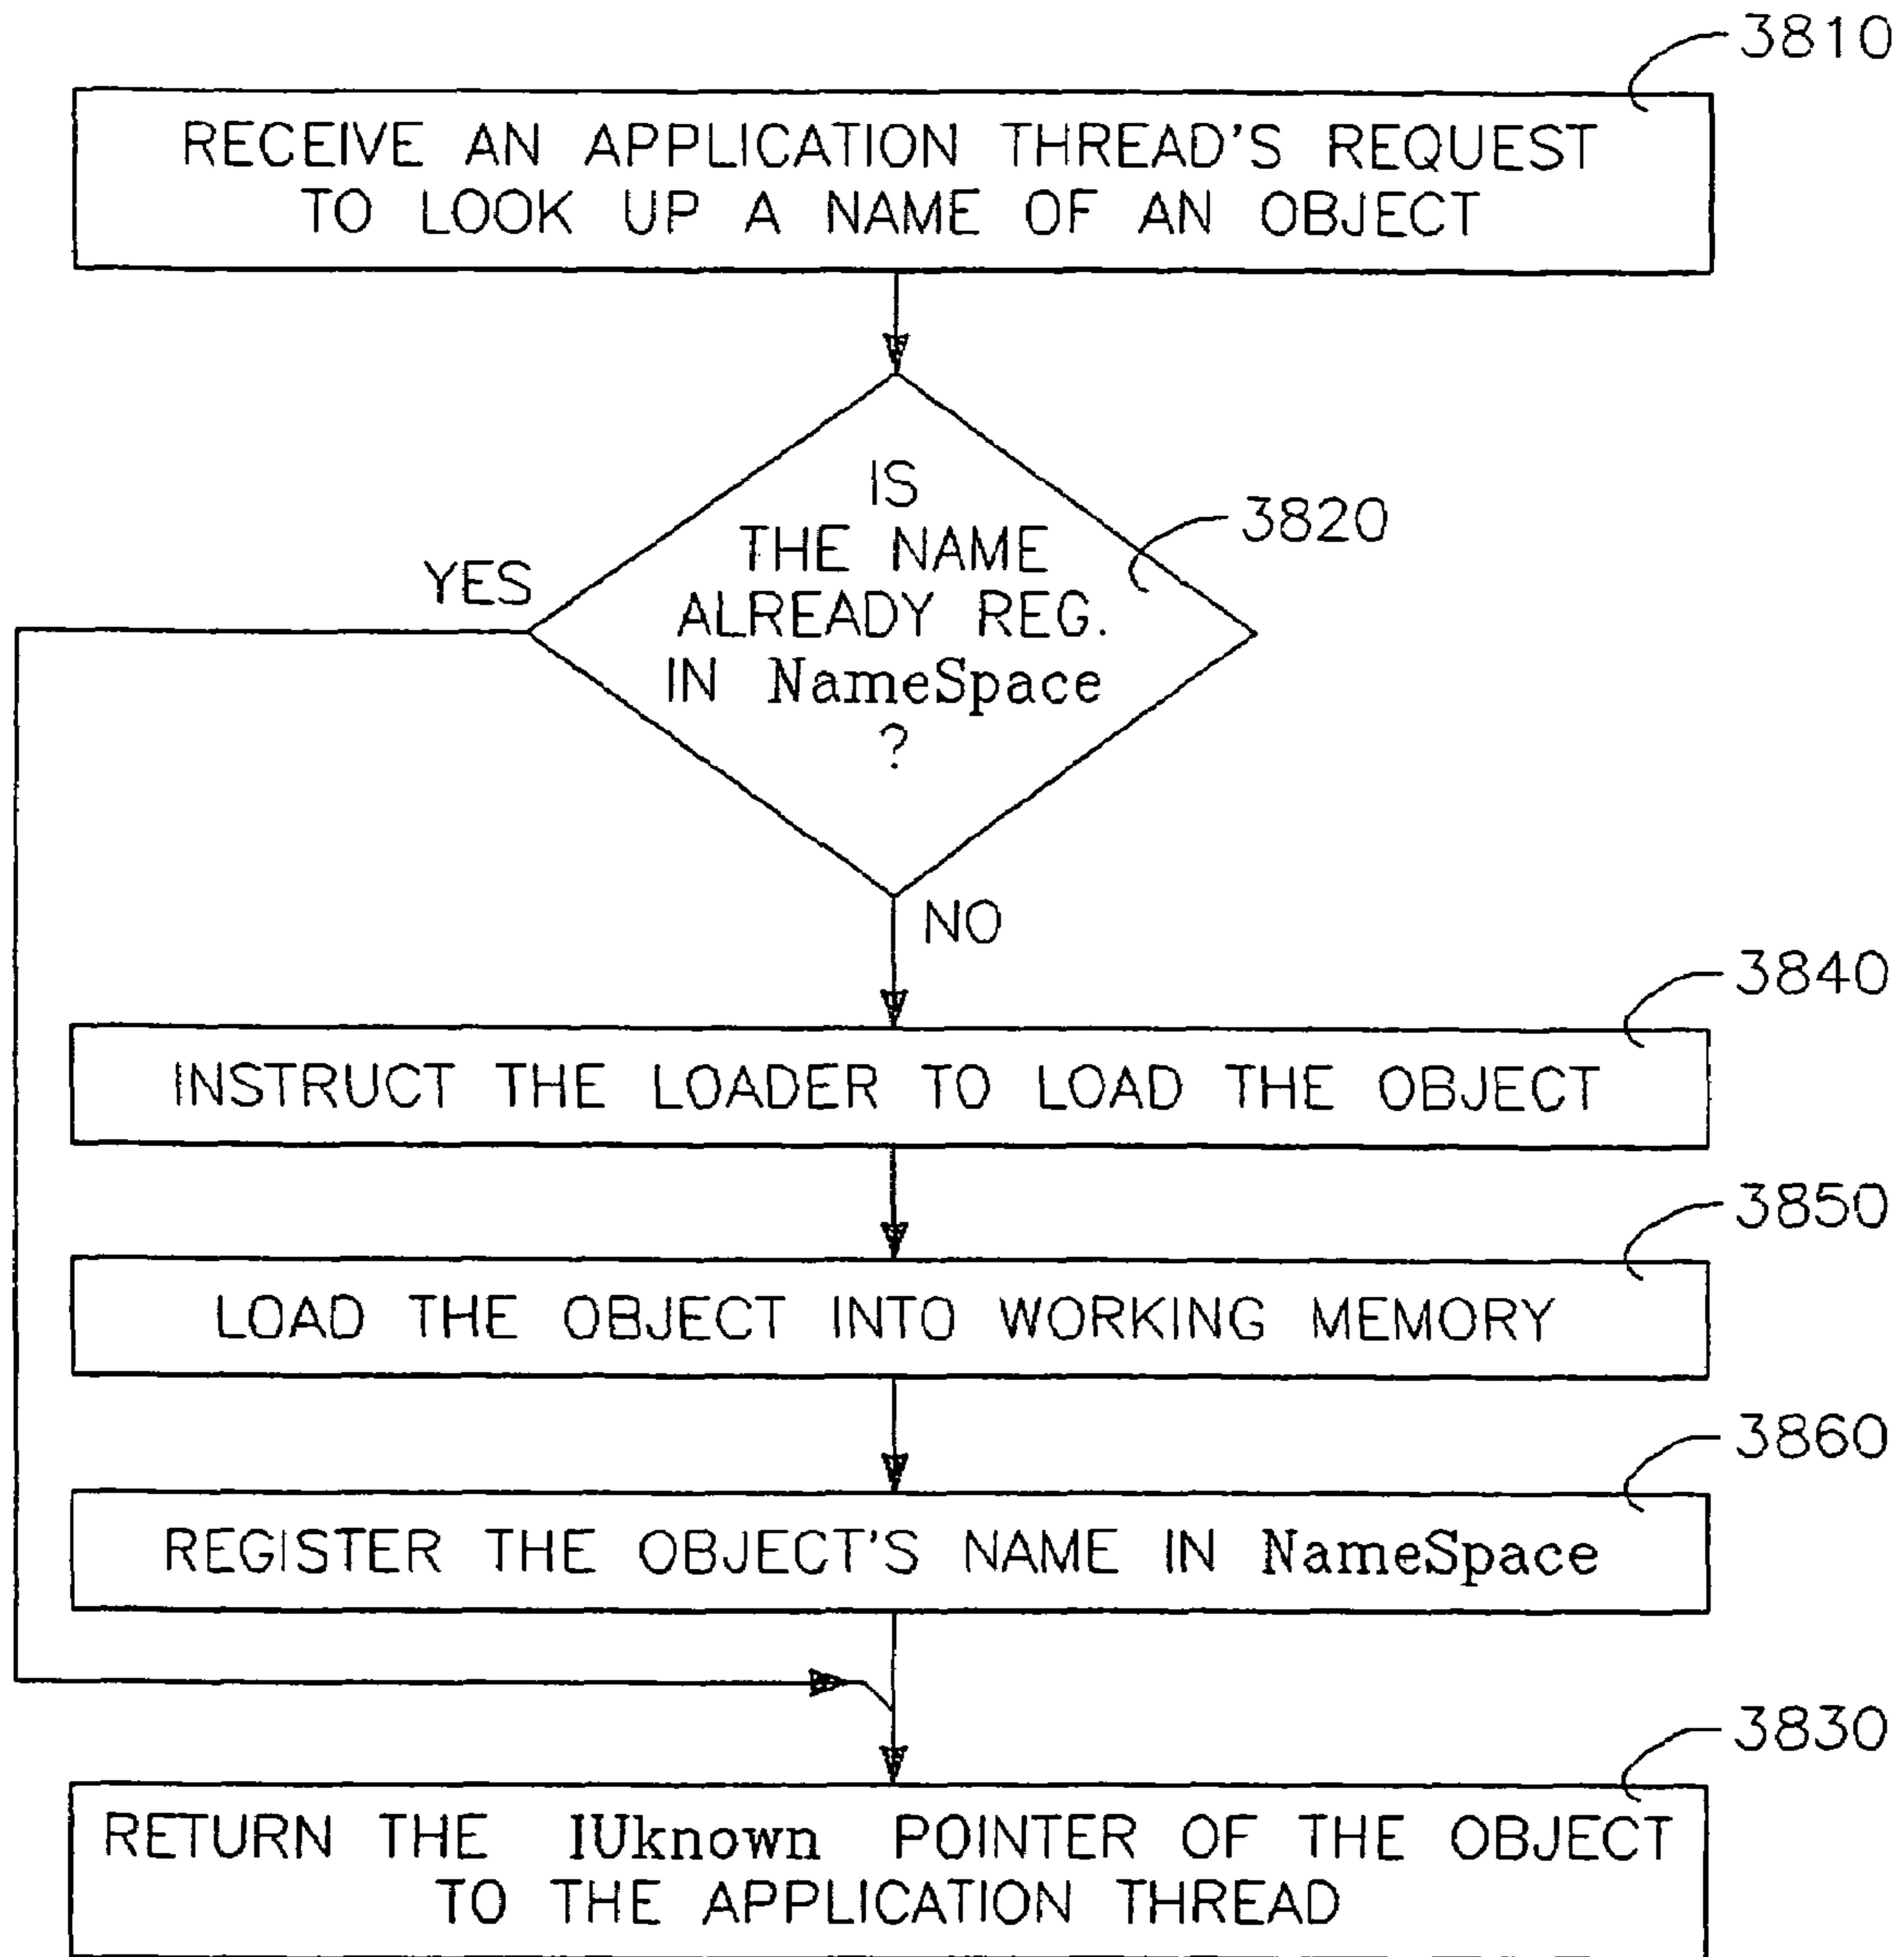 3810
RECEIVE AN APPLICATION THREAD'S REQUEST
TO LOOK UP A NAME OF AN OBJECT
IS
THE NAME
ALREADY REG.
IN NameSpace
?
3820
YES
NO
3840
INSTRUCT THE LOADER TO LOAD THE OBJECT
3850
LOAD THE OBJECT INTO WORKING MEMORY
3860
REGISTER THE OBJECT'S NAME IN NameSpace
3830
RETURN THE IUknown POINTER OF THE OBJECT
TO THE APPLICATION THREAD